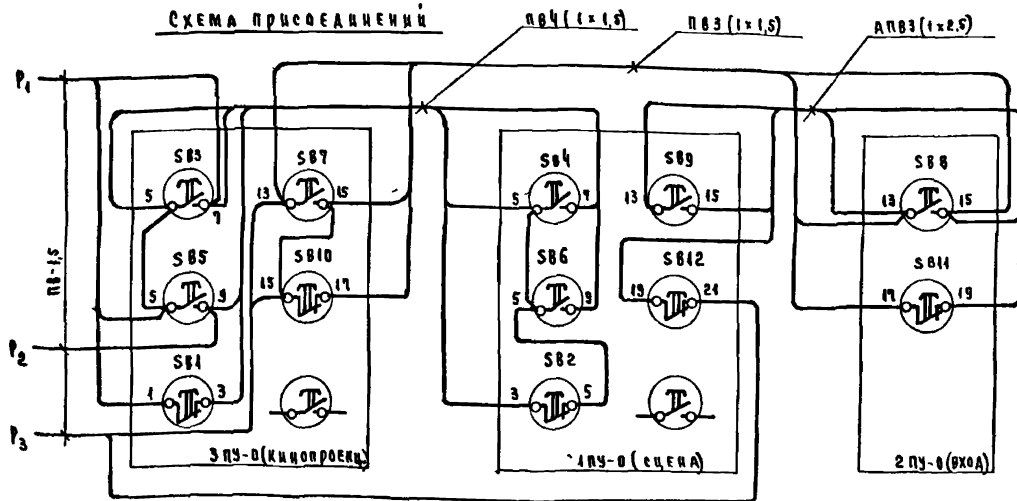 Схема присоединений
ПВ4 (1×1,5)
ПВ3 (1×1,5)
АПВ3 (1×2,5)
P1
SB3
5
7
SB7
13
15
SB4
5
7
SB9
13
15
SB8
13
15
ПВ-1,5
SB5
5
9
SB10
15
17
SB6
5
9
SB12
19
21
SB11
17
19
P2
SB1
1
3
SB2
3
5
P3
3ПУ-0 (кинопроекц)
1ПУ-0 (сцена)
2ПУ-0 (вход)